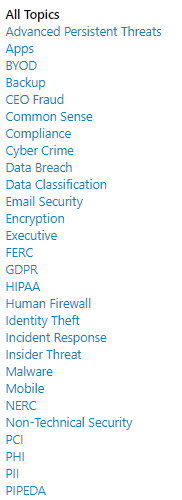 All Topics
Advanced Persistent Threats
Apps
BYOD
Backup
CEO Fraud
Common Sense
Compliance
Cyber Crime
Data Breach
Data Classification
Email Security
Encryption
Executive
FERC
GDPR
HIPAA
Human Firewall
Identity Theft
Incident Response
Insider Threat
Malware
Mobile
NERC
Non-Technical Security
PCI
PHI
PII
PIPEDA